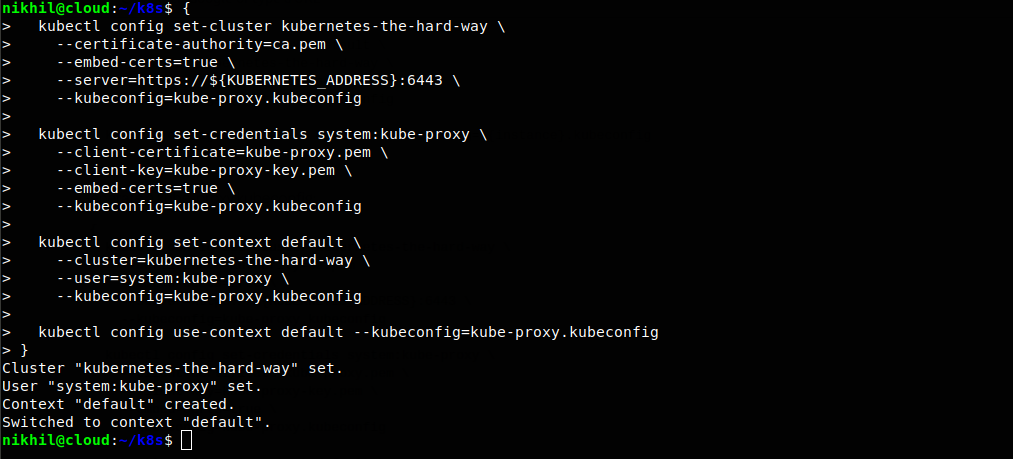 nikhil@cloud:~/k8s$ {
>   kubectl config set-cluster kubernetes-the-hard-way \
>     --certificate-authority=ca.pem \
>     --embed-certs=true \
>     --server=https://${KUBERNETES_ADDRESS}:6443 \
>     --kubeconfig=kube-proxy.kubeconfig
>
>   kubectl config set-credentials system:kube-proxy \
>     --client-certificate=kube-proxy.pem \
>     --client-key=kube-proxy-key.pem \
>     --embed-certs=true \
>     --kubeconfig=kube-proxy.kubeconfig
>
>   kubectl config set-context default \
>     --cluster=kubernetes-the-hard-way \
>     --user=system:kube-proxy \
>     --kubeconfig=kube-proxy.kubeconfig
>
>   kubectl config use-context default --kubeconfig=kube-proxy.kubeconfig
> }
Cluster "kubernetes-the-hard-way" set.
User "system:kube-proxy" set.
Context "default" created.
Switched to context "default".
nikhil@cloud:~/k8s$